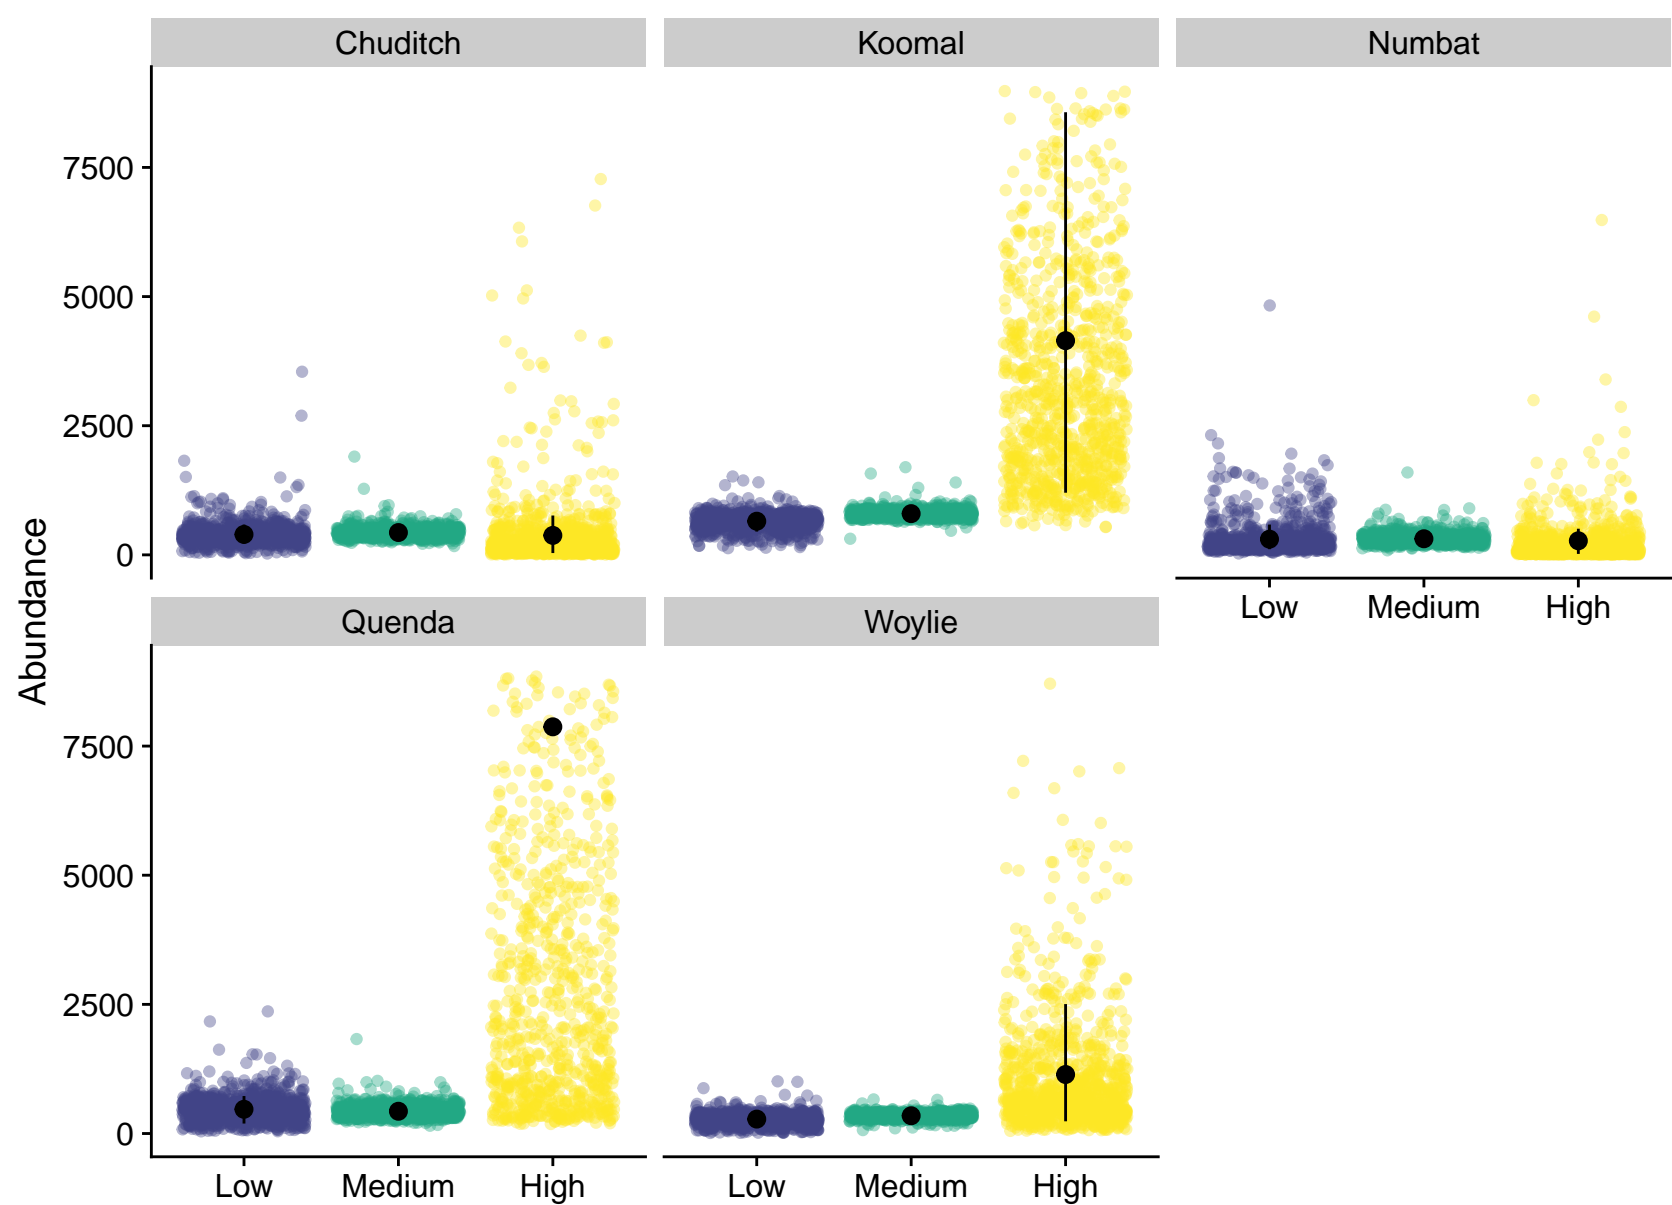 Chuditch
Koomal
Numbat
7500
5000
2500
0
Low Medium High
Abundance
Quenda
Woylie
7500
5000
2500
0
Low Medium High
Low Medium High